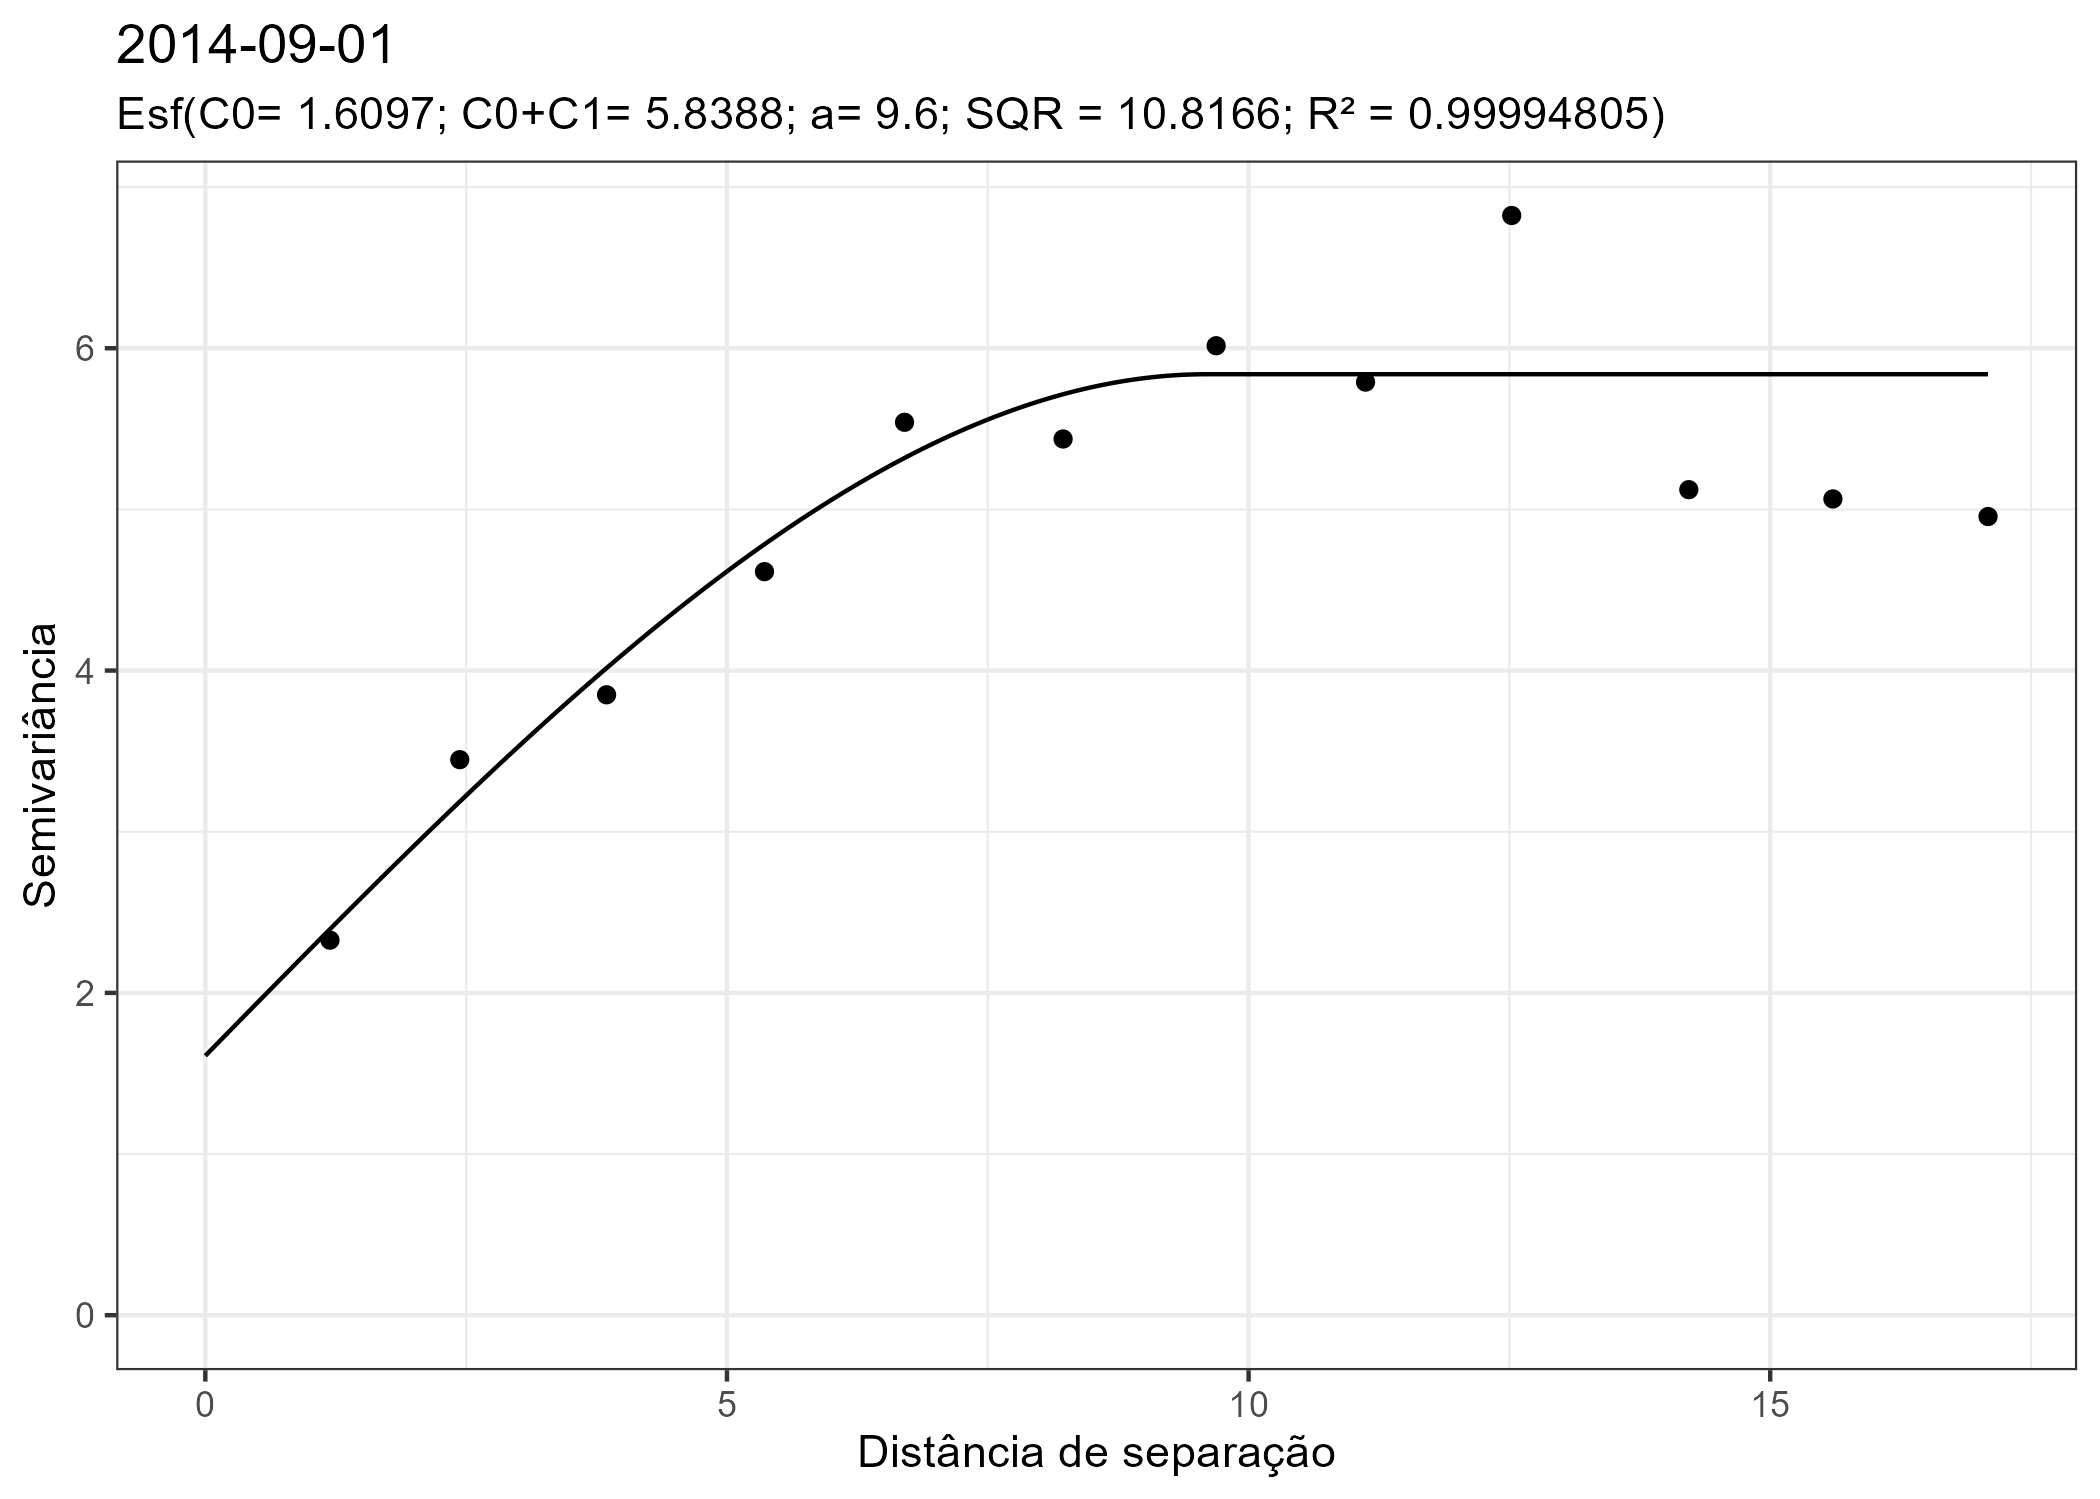 2014-09-01
Esf(C0= 1.6097; C0+C1= 5.8388; a= 9.6; SQR = 10.8166; R² = 0.99994805)
Semivariância
6
4
2
0
0 5 10 15
Distância de separação